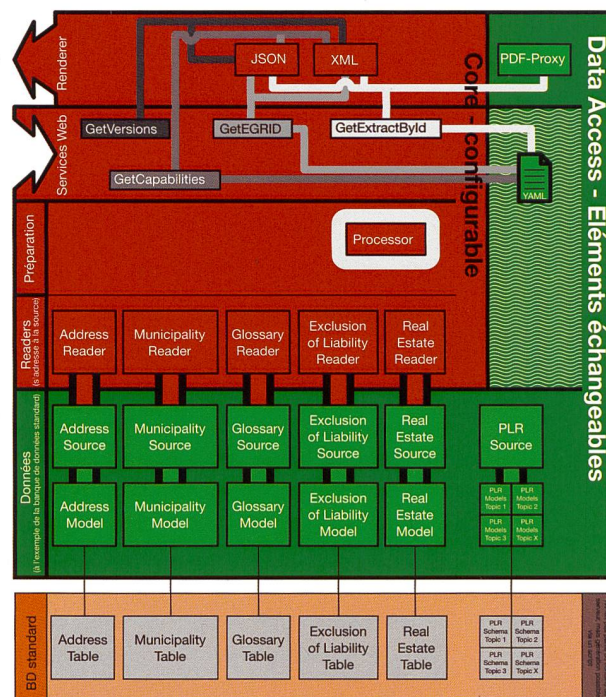 Renderer
JSON
XML
PDF-Proxy
Data Access - Eléments échangeables
Core - configurable
Services Web
GetVersions
GetEGRID
GetExtractById
GetCapabilities
YAML
Préparation
Processor
Readers
(s'adresse à la source)
Address
Reader
Municipality
Reader
Glossary
Reader
Exclusion
of Liability
Reader
Real
Estate
Reader
Données
(à l'exemple de la banque de données standard)
Address
Source
Municipality
Source
Glossary
Source
Exclusion
of Liability
Source
Real
Estate
Source
PLR
Source
Address
Model
Municipality
Model
Glossary
Model
Exclusion
of Liability
Model
Real
Estate
Model
PLR
Models
Topic 1
PLR
Models
Topic 2
PLR
Models
Topic 3
PLR
Models
Topic X
BD standard
Address
Table
Municipality
Table
Glossary
Table
Exclusion
of Liability
Table
Real
Estate
Table
PLR
Schema
Topic 1
PLR
Schema
Topic 2
PLR
Schema
Topic 3
PLR
Schema
Topic X
via un script